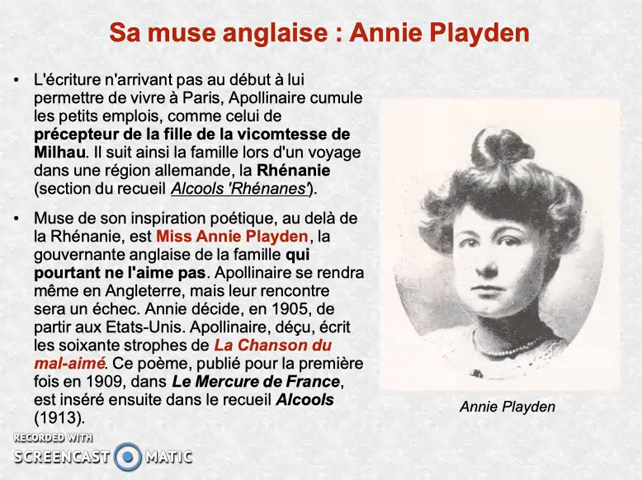 Sa muse anglaise : Annie Playden
• L'écriture n'arrivant pas au début à lui
permettre de vivre à Paris, Apollinaire cumule
les petits emplois, comme celui de
précepteur de la fille de la vicomtesse de
Milhau. Il suit ainsi la famille lors d'un voyage
dans une région allemande, la Rhénanie
(section du recueil Alcools 'Rhénanes').
• Muse de son inspiration poétique, au delà de
la Rhénanie, est Miss Annie Playden, la
gouvernante anglaise de la famille qui
pourtant ne l'aime pas. Apollinaire se rendra
même en Angleterre, mais leur rencontre
sera un échec. Annie décide, en 1905, de
partir aux Etats-Unis. Apollinaire, déçu, écrit
les soixante strophes de La Chanson du
mal-aimé. Ce poème, publié pour la première
fois en 1909, dans Le Mercure de France,
est inséré ensuite dans le recueil Alcools
(1913).
Annie Playden
RECORDED WITH
SCREENCAST MATIC